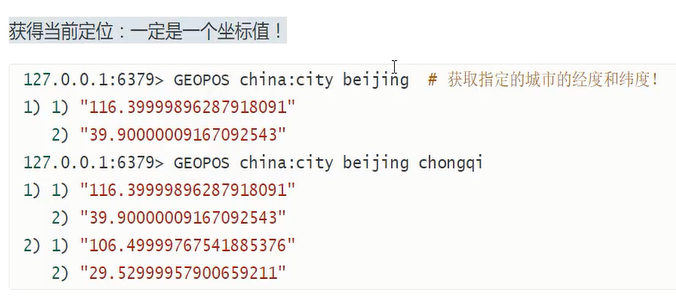 获得当前定位：一定是一个坐标值！
127.0.0.1:6379> GEOPOS china:city beijing  # 获取指定的城市的经度和纬度！
1) 1) "116.39999896287918091"
   2) "39.90000009167092543"
127.0.0.1:6379> GEOPOS china:city beijing chongqi
1) 1) "116.39999896287918091"
   2) "39.90000009167092543"
2) 1) "106.49999767541885376"
   2) "29.52999957900659211"